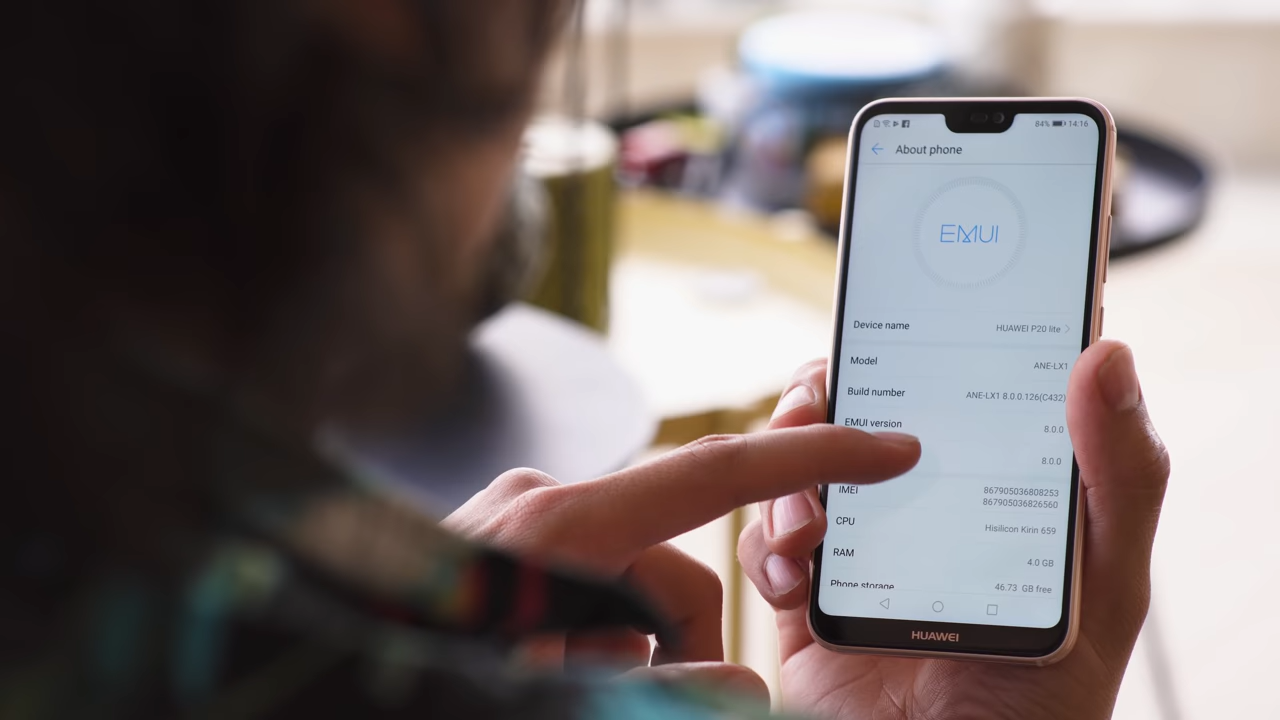 84% 14:16
About phone
EMUI
Device name HUAWEI P20 lite
Model ANE-LX1
Build number ANE-LX1 8.0.0.126(C432)
EMUI version 8.0.0
8.0.0
IMEI 867905036808253
867905036826560
CPU Hisilicon Kirin 659
RAM 4.0 GB
Phone storage 46.73 GB free
HUAWEI